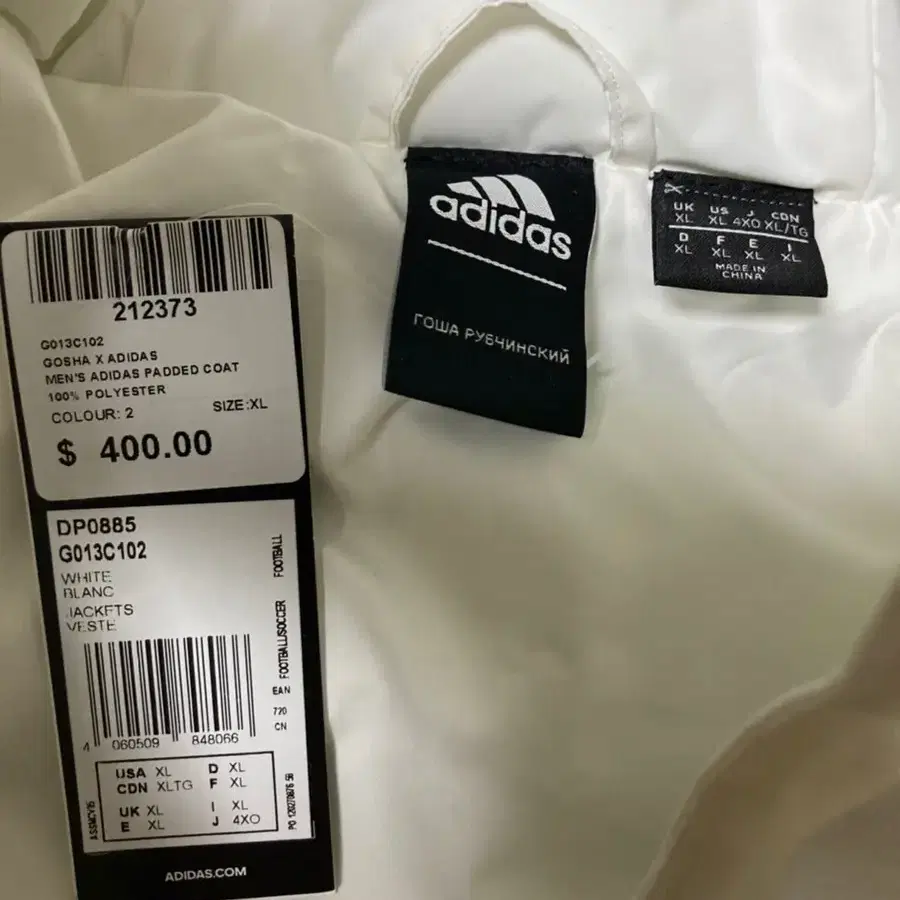 212373
G013C102
GOSHA X ADIDAS
MEN'S ADIDAS PADDED COAT
100% POLYESTER
COLOUR: 2 SIZE:XL
$ 400.00
DP0885
G013C102
WHITE
BLANC
JACKETS
VESTE
FOOTBALL
FOOTBALL/SOCCER
EAN
720
CN
4 060509 848066
USA XL D XL
CDN XLTG F XL
UK XL I XL
E XL J 4XO
ADIDAS.COM
adidas
ГОША РУБЧИНСКИЙ
UK US J CDN
XL XL 4XO XL/TG
D F E I
XL XL XL XL
MADE IN
CHINA